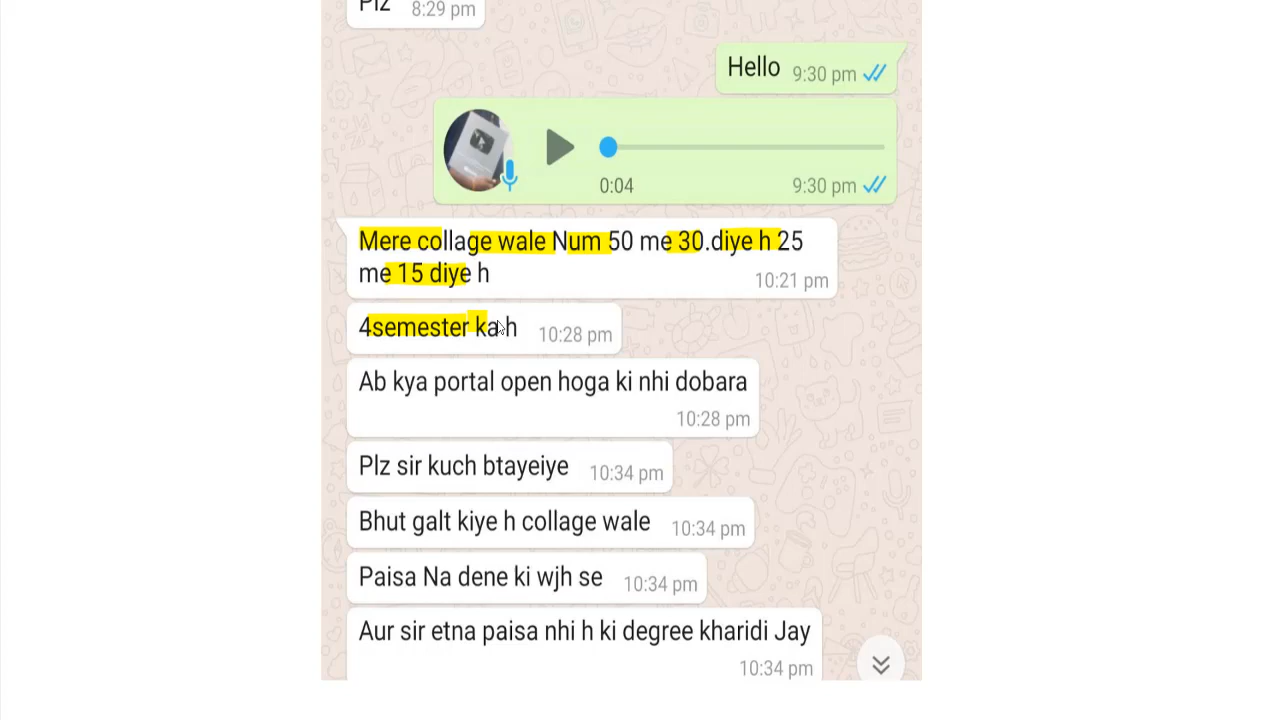 Plz 8:29 pm
Hello 9:30 pm
0:04 9:30 pm
Mere collage wale Num 50 me 30.diye h 25
me 15 diye h 10:21 pm
4semester ka h 10:28 pm
Ab kya portal open hoga ki nhi dobara
10:28 pm
Plz sir kuch btayeiye 10:34 pm
Bhut galt kiye h collage wale 10:34 pm
Paisa Na dene ki wjh se 10:34 pm
Aur sir etna paisa nhi h ki degree kharidi Jay
10:34 pm